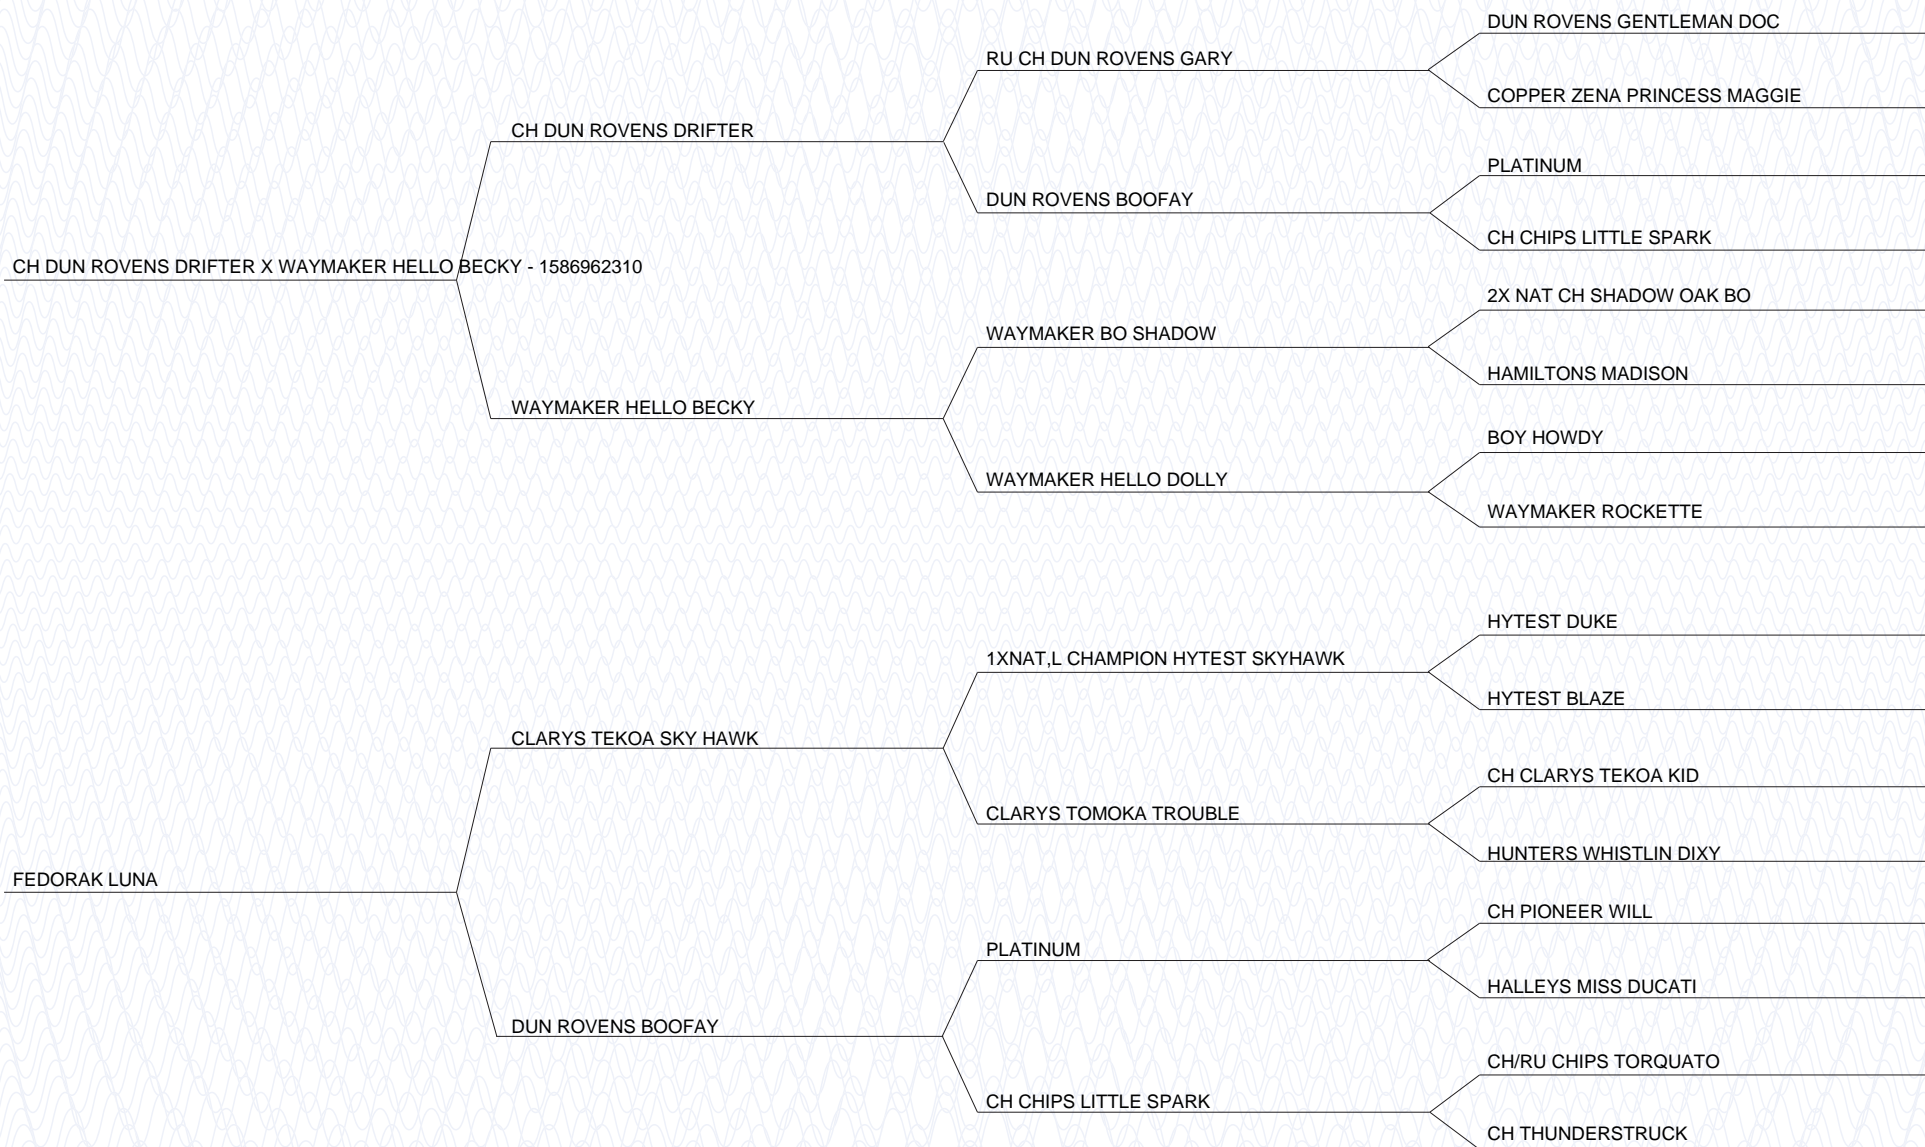 DUN ROVENS GENTLEMAN DOC
RU CH DUN ROVENS GARY
COPPER ZENA PRINCESS MAGGIE
CH DUN ROVENS DRIFTER
PLATINUM
DUN ROVENS BOOFAY
CH CHIPS LITTLE SPARK
CH DUN ROVENS DRIFTER X WAYMAKER HELLO BECKY - 1586962310
2X NAT CH SHADOW OAK BO
WAYMAKER BO SHADOW
HAMILTONS MADISON
WAYMAKER HELLO BECKY
BOY HOWDY
WAYMAKER HELLO DOLLY
WAYMAKER ROCKETTE
HYTEST DUKE
1XNAT,L CHAMPION HYTEST SKYHAWK
HYTEST BLAZE
CLARYS TEKOA SKY HAWK
CH CLARYS TEKOA KID
CLARYS TOMOKA TROUBLE
HUNTERS WHISTLIN DIXY
FEDORAK LUNA
CH PIONEER WILL
PLATINUM
HALLEYS MISS DUCATI
DUN ROVENS BOOFAY
CH/RU CHIPS TORQUATO
CH CHIPS LITTLE SPARK
CH THUNDERSTRUCK